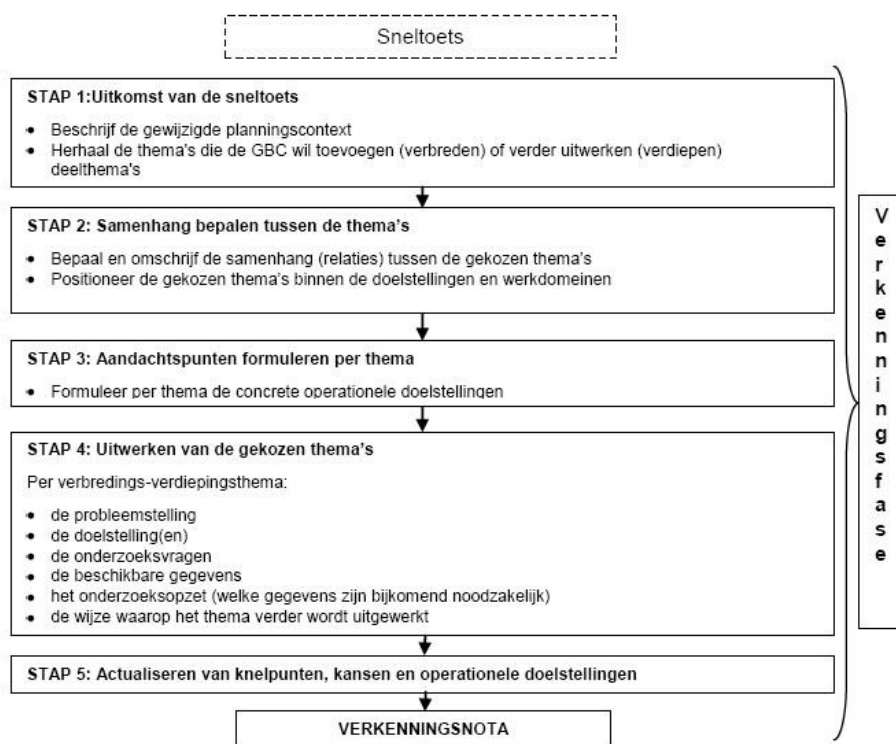 Sneltoets
STAP 1:Uitkomst van de sneltoets
• Beschrijf de gewijzigde planningscontext
• Herhaal de thema's die de GBC wil toevoegen (verbreden) of verder uitwerken (verdiepen)
deelthema's
STAP 2: Samenhang bepalen tussen de thema's
• Bepaal en omschrijf de samenhang (relaties) tussen de gekozen thema's
• Positioneer de gekozen thema's binnen de doelstellingen en werkdomeinen
STAP 3: Aandachtspunten formuleren per thema
• Formuleer per thema de concrete operationele doelstellingen
STAP 4: Uitwerken van de gekozen thema's
Per verbredings-verdiepingsthema:
• de probleemstelling
• de doelstelling(en)
• de onderzoeksvragen
• de beschikbare gegevens
• het onderzoeksopzet (welke gegevens zijn bijkomend noodzakelijk)
• de wijze waarop het thema verder wordt uitgewerkt
STAP 5: Actualiseren van knelpunten, kansen en operationele doelstellingen
VERKENNINGSNOTA
Verkenningsfase